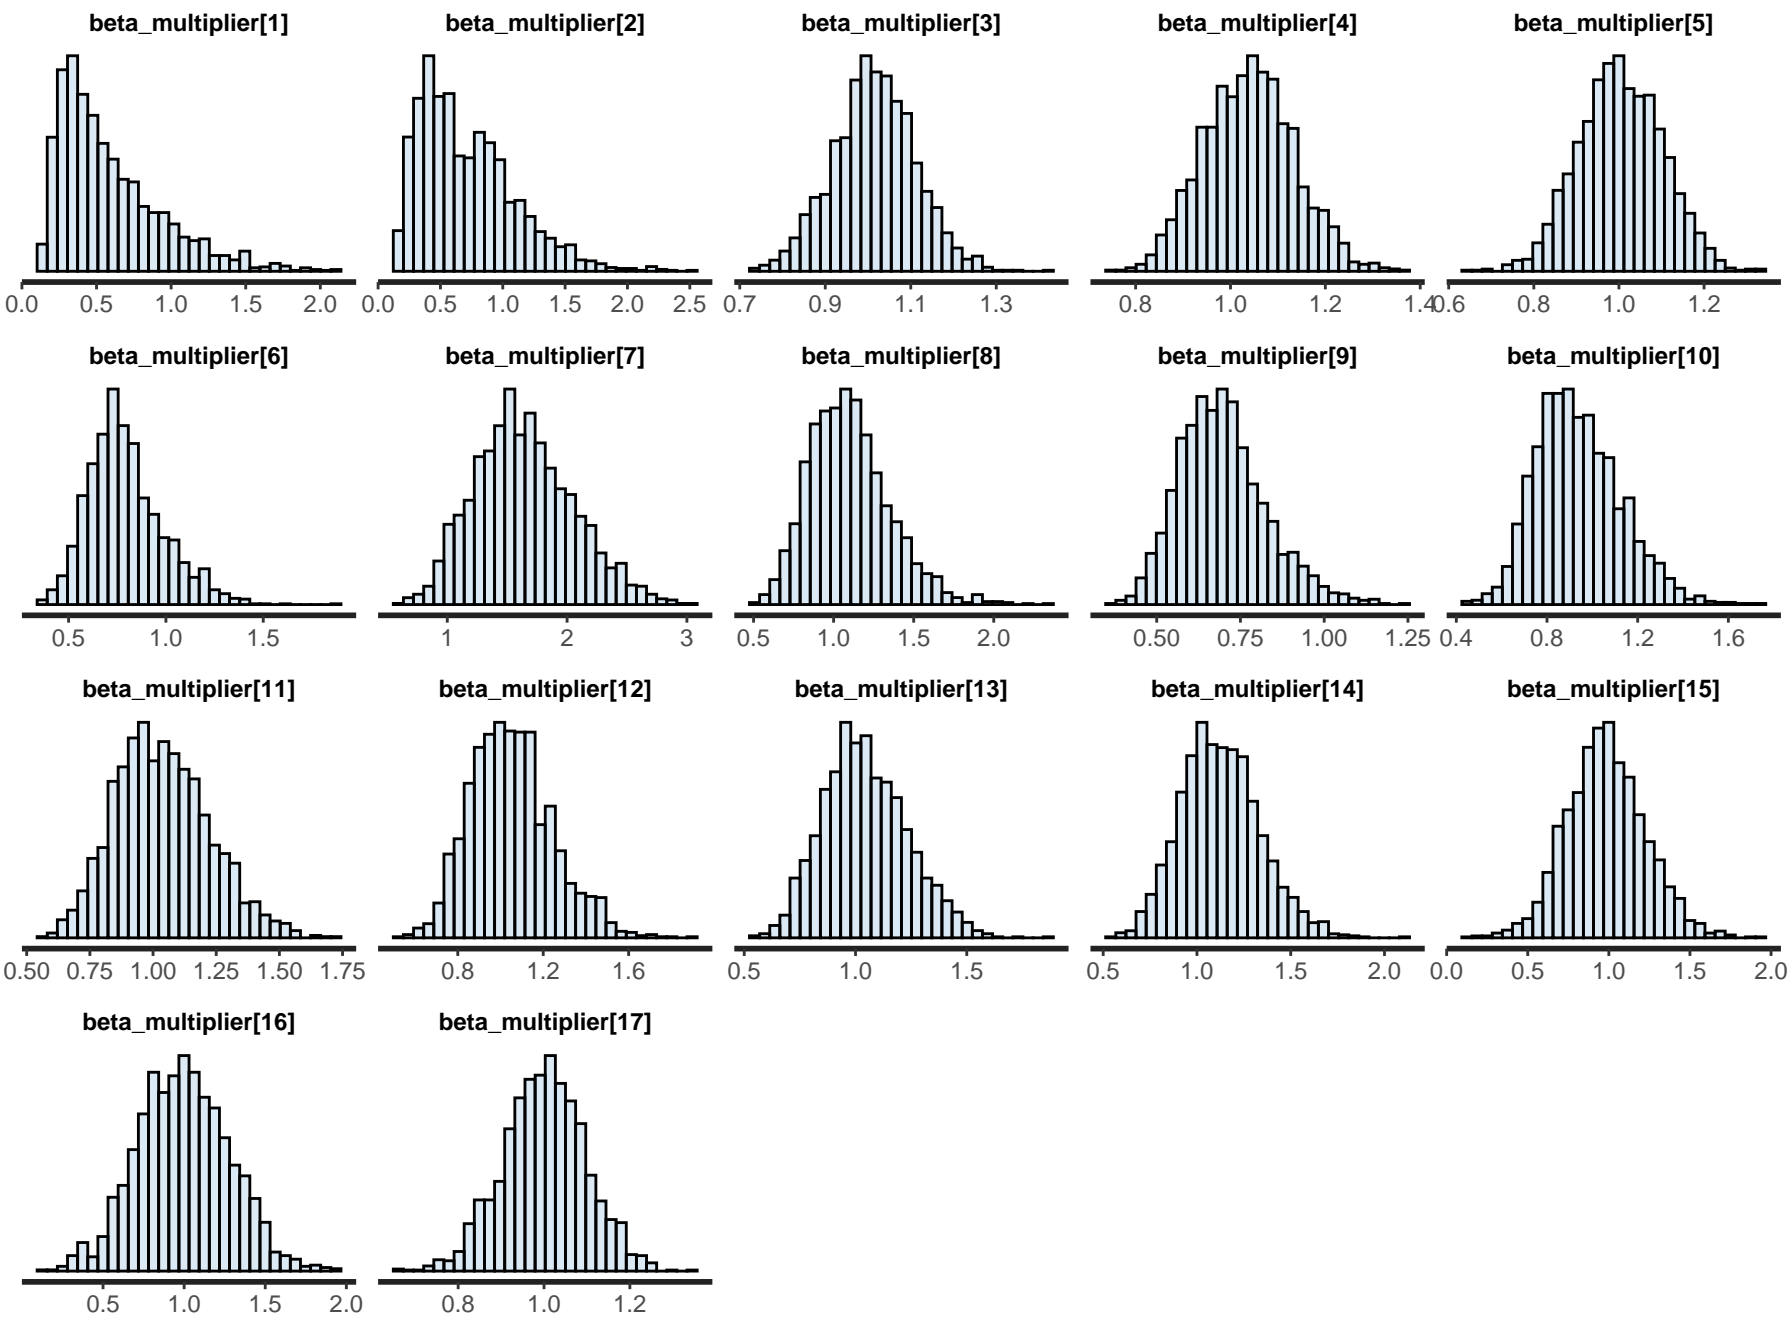 beta_multiplier[1] beta_multiplier[2] beta_multiplier[3] beta_multiplier[4] beta_multiplier[5]
0.0 0.5 1.0 1.5 2.0 0.0 0.5 1.0 1.5 2.0 2.5 0.7 0.9 1.1 1.3 0.8 1.0 1.2 1.4 0.6 0.8 1.0 1.2
beta_multiplier[6] beta_multiplier[7] beta_multiplier[8] beta_multiplier[9] beta_multiplier[10]
0.5 1.0 1.5 1 2 3 0.5 1.0 1.5 2.0 0.50 0.75 1.00 1.25 0.4 0.8 1.2 1.6
beta_multiplier[11] beta_multiplier[12] beta_multiplier[13] beta_multiplier[14] beta_multiplier[15]
0.50 0.75 1.00 1.25 1.50 1.75 0.8 1.2 1.6 0.5 1.0 1.5 0.5 1.0 1.5 2.0 0.0 0.5 1.0 1.5 2.0
beta_multiplier[16] beta_multiplier[17]
0.5 1.0 1.5 2.0 0.8 1.0 1.2